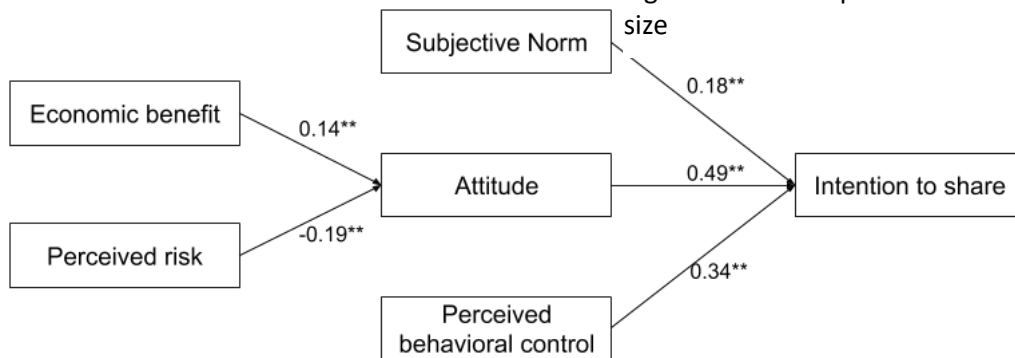 size
Subjective Norm
0.18**
Economic benefit
0.14**
Attitude
0.49**
Intention to share
Perceived risk
-0.19**
0.34**
Perceived
behavioral control